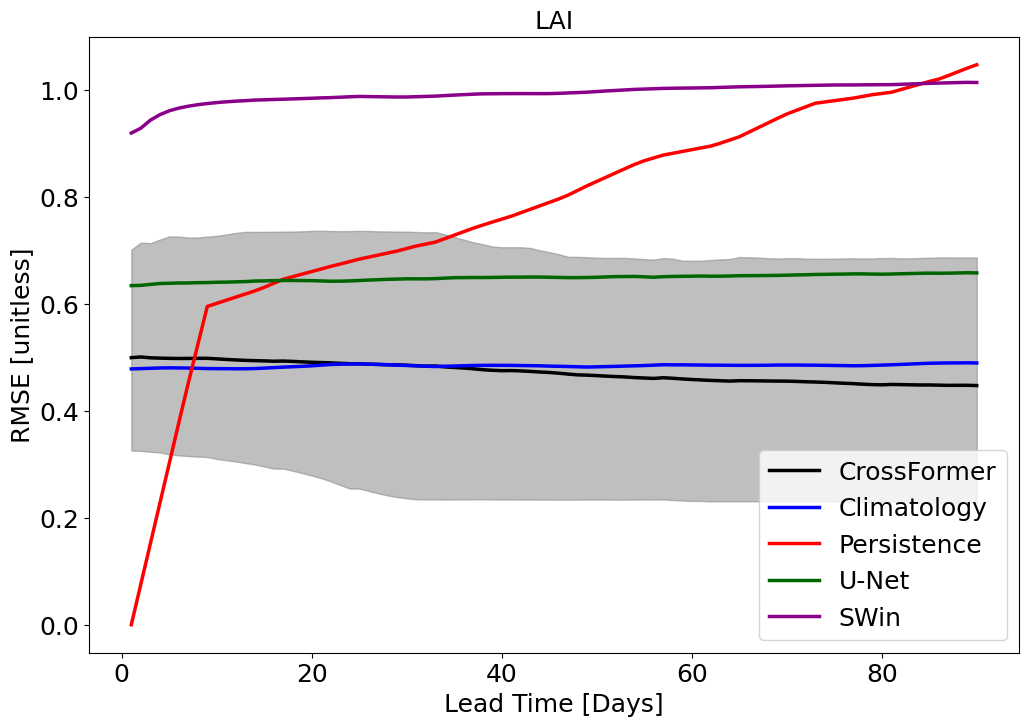 LAI
RMSE [unitless]
1.0
0.8
0.6
0.4
0.2
0.0
0
20
40
60
80
Lead Time [Days]
CrossFormer
Climatology
Persistence
U-Net
SWin